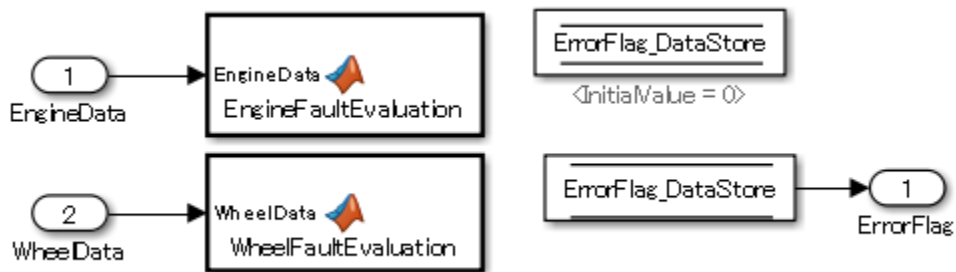 1
EngineData
EngineData
EngineFaultEvaluation
ErrorFlag_DataStore
<InitialValue = 0>
2
WheelData
WheelData
WheelFaultEvaluation
ErrorFlag_DataStore
1
ErrorFlag